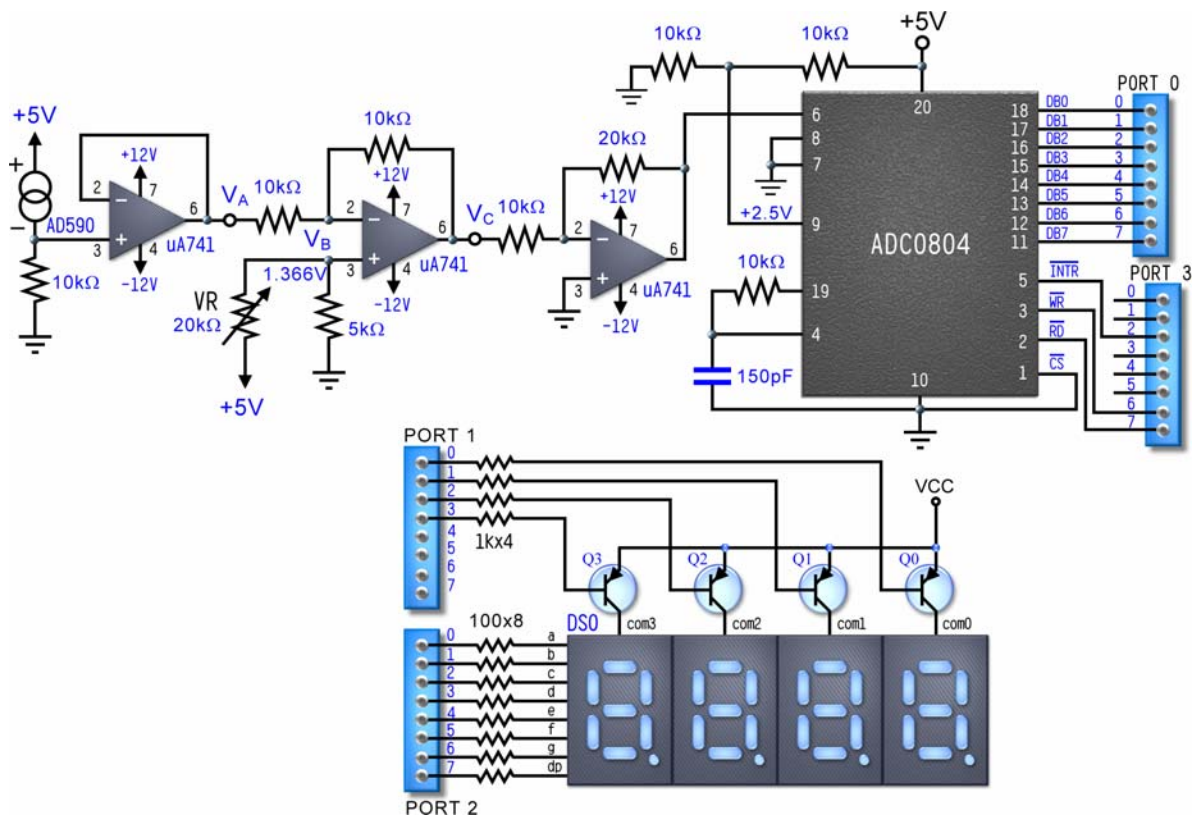 +5V
10kΩ
10kΩ
PORT 0
+5V
+
−
AD590
10kΩ
2
3
−
+
+12V
7
6
4
-12V
uA741
VA
10kΩ
10kΩ
VB
1.366V
VR
20kΩ
+5V
5kΩ
2
3
−
+
+12V
7
6
4
-12V
uA741
VC
10kΩ
20kΩ
2
3
−
+
+12V
7
6
4
-12V
uA741
+2.5V
10kΩ
150pF
ADC0804
20
6
8
7
9
19
4
10
18 DB0 0
17 DB1 1
16 DB2 2
15 DB3 3
14 DB4 4
13 DB5 5
12 DB6 6
11 DB7 7
PORT 3
5 INTR
3 WR
2 RD
1 CS
0
1
2
3
4
5
6
7
PORT 1
0
1
2
3
4
5
6
7
1Kx4
VCC
Q3
Q2
Q1
Q0
DS0
com3
com2
com1
com0
100x8
0 a
1 b
2 c
3 d
4 e
5 f
6 g
7 dp
PORT 2